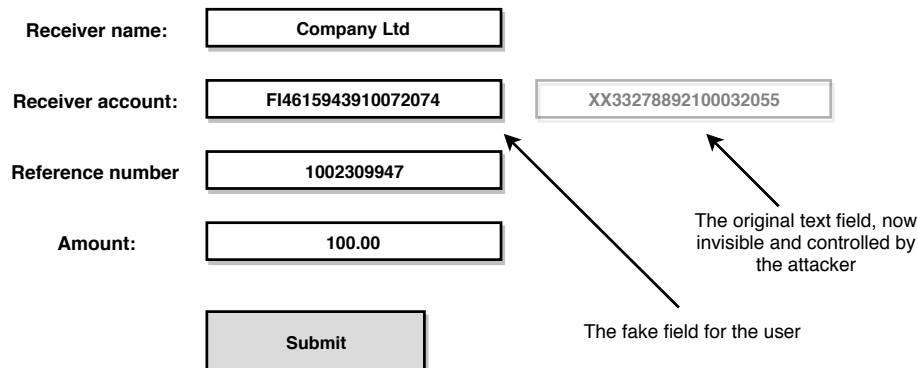 Receiver name:
Company Ltd
Receiver account:
FI4615943910072074
XX33278892100032055
Reference number
1002309947
Amount:
100.00
The original text field, now
invisible and controlled by
the attacker
The fake field for the user
Submit